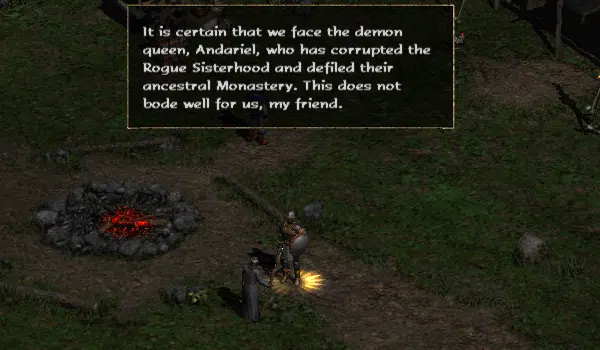 It is certain that we face the demon
queen, Andariel, who has corrupted the
Rogue Sisterhood and defiled their
ancestral Monastery. This does not
bode well for us, my friend.